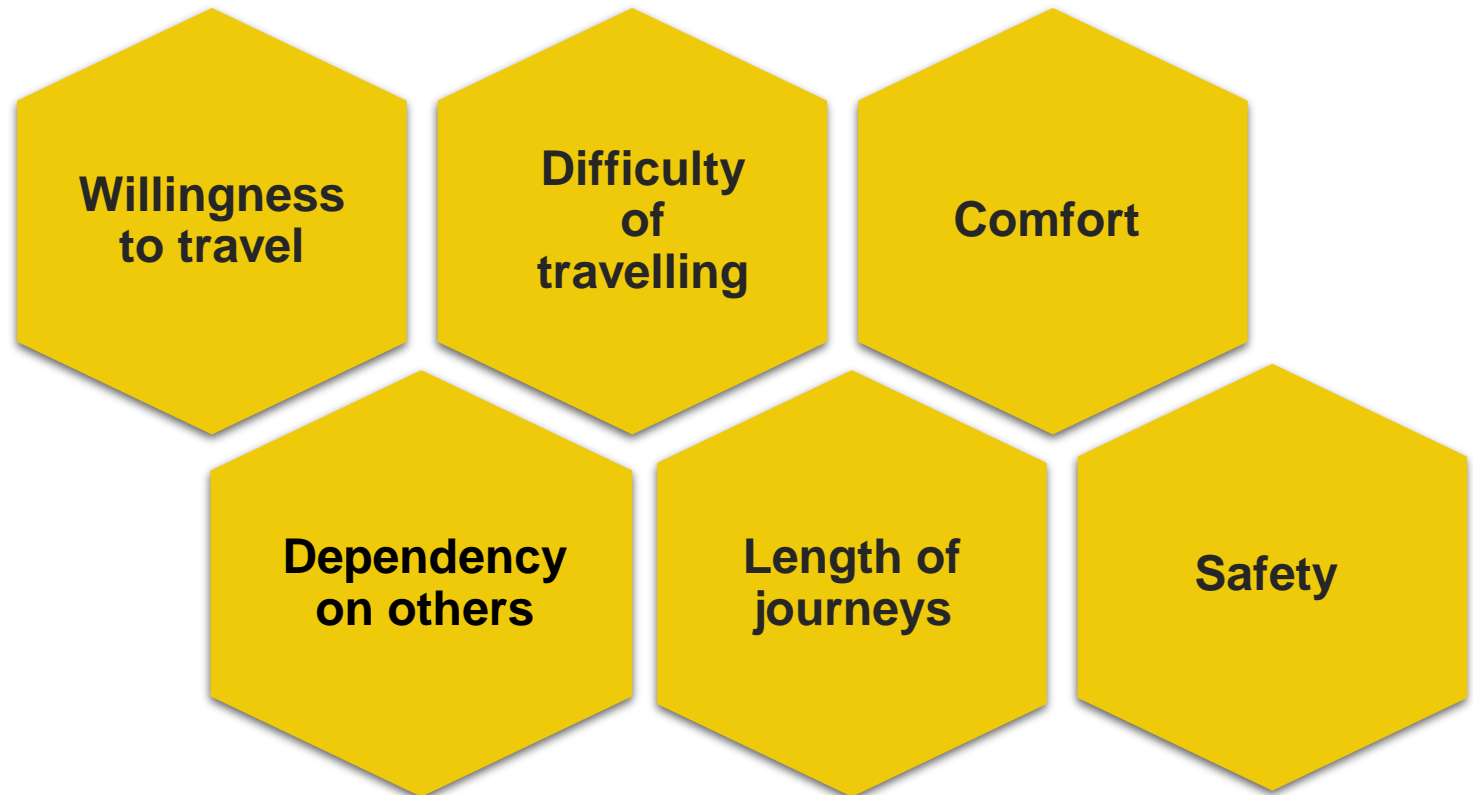 Willingness
to travel
Difficulty
of
travelling
Comfort
Dependency
on others
Length of
journeys
Safety